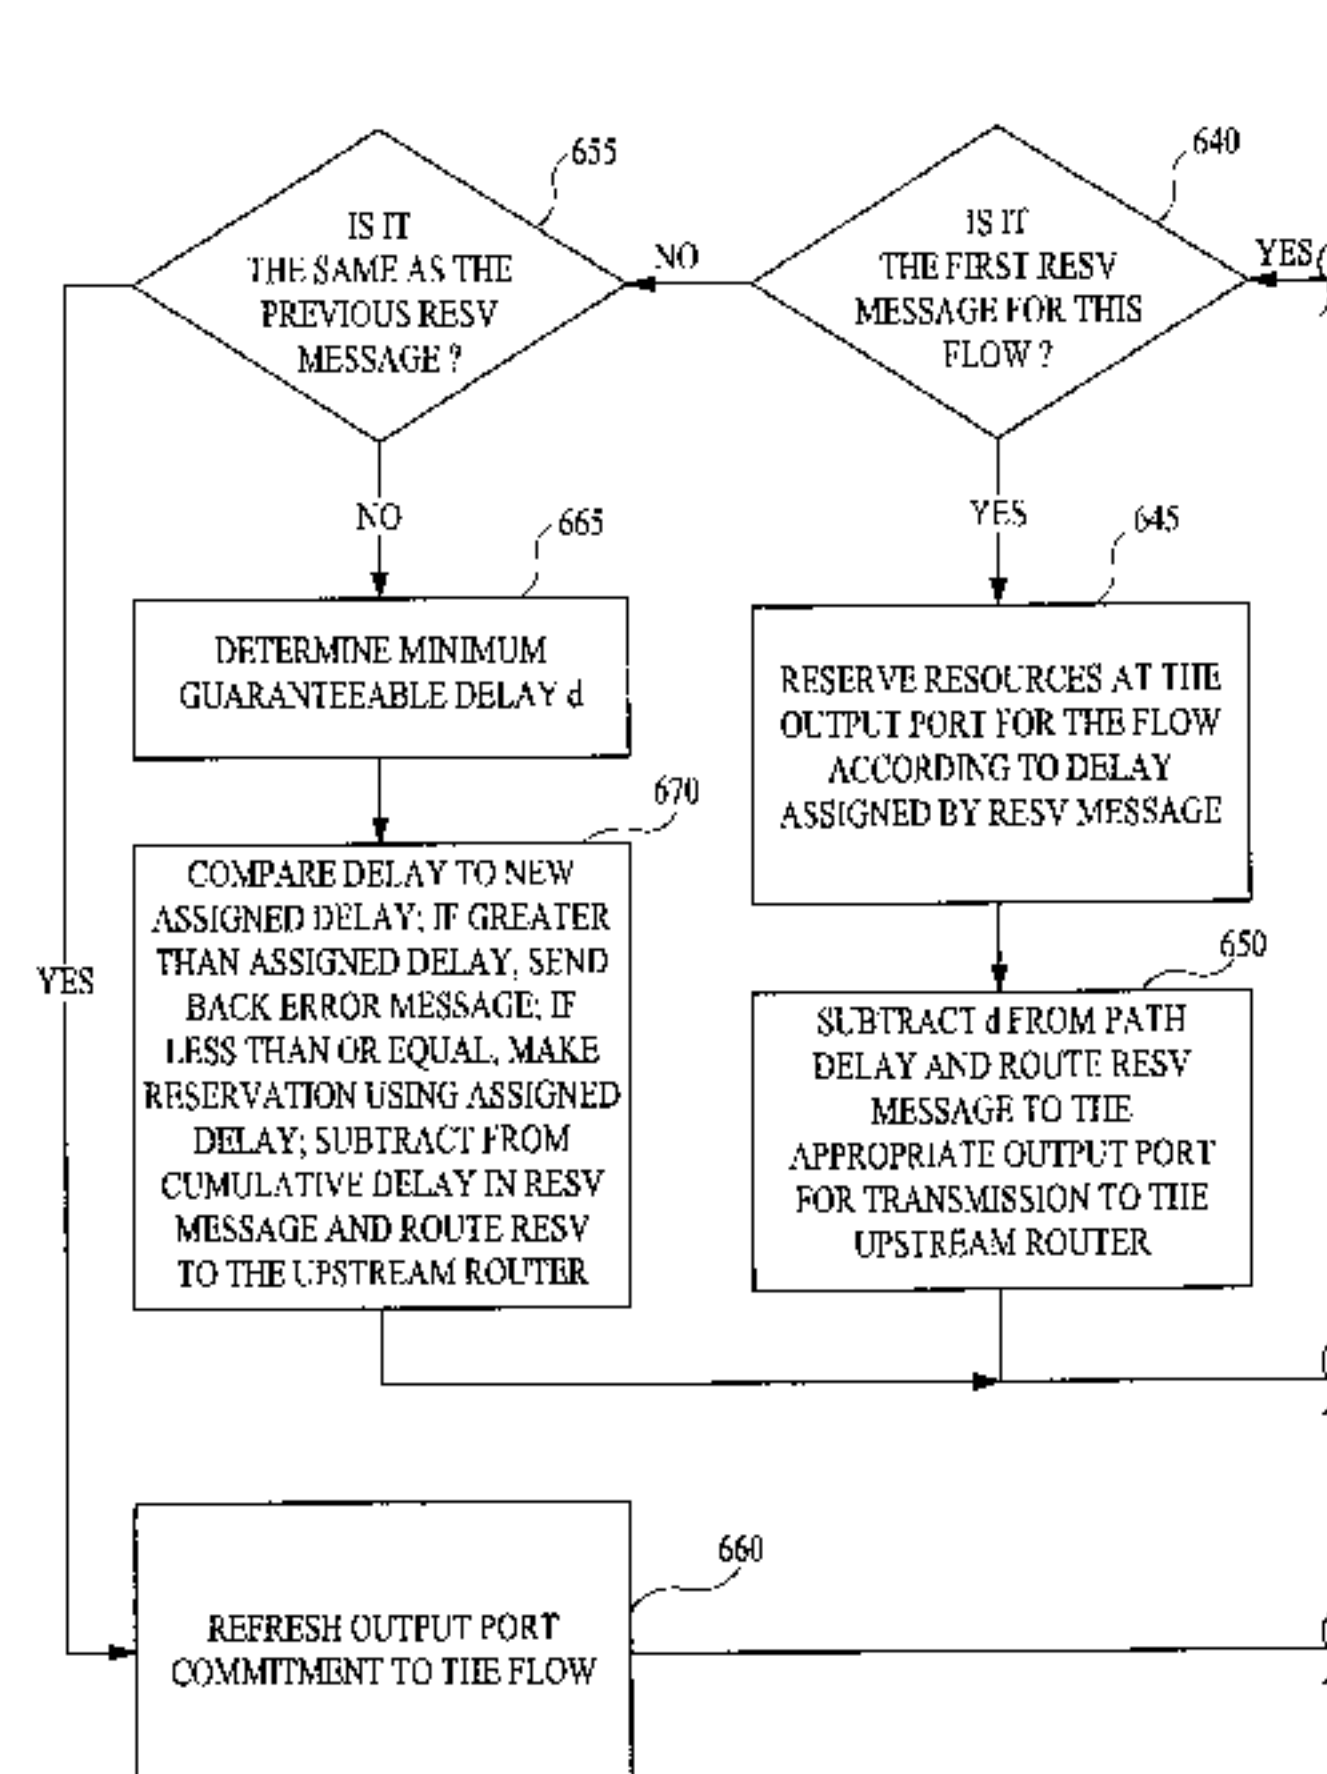 655
IS IT
THE SAME AS THE
PREVIOUS RESV
MESSAGE ?
NO
640
IS IT
THE FIRST RESV
MESSAGE FOR THIS
FLOW ?
YES
NO
665
DETERMINE MINIMUM
GUARANTEEABLE DELAY d
YES
645
RESERVE RESOURCES AT THE
OUTPUT PORT FOR THE FLOW
ACCORDING TO DELAY
ASSIGNED BY RESV MESSAGE
670
COMPARE DELAY TO NEW
ASSIGNED DELAY; IF GREATER
THAN ASSIGNED DELAY, SEND
BACK ERROR MESSAGE; IF
LESS THAN OR EQUAL, MAKE
RESERVATION USING ASSIGNED
DELAY; SUBTRACT FROM
CUMULATIVE DELAY IN RESV
MESSAGE AND ROUTE RESV
TO THE UPSTREAM ROUTER
YES
650
SUBTRACT d FROM PATH
DELAY AND ROUTE RESV
MESSAGE TO THE
APPROPRIATE OUTPUT PORT
FOR TRANSMISSION TO THE
UPSTREAM ROUTER
660
REFRESH OUTPUT PORT
COMMITMENT TO THE FLOW